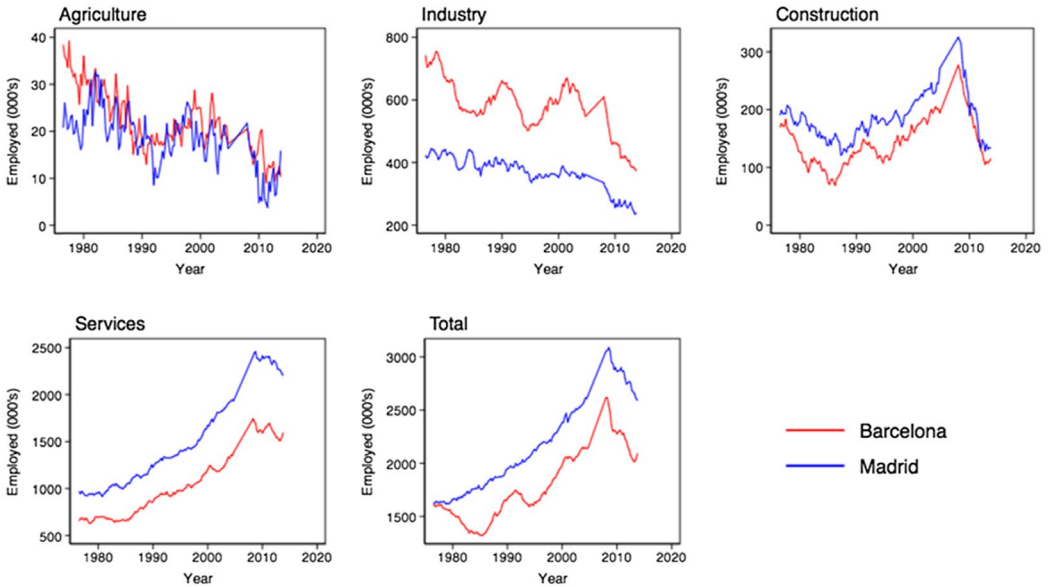 Agriculture
Employed (000's)
40
30
20
10
0
1980 1990 2000 2010 2020
Year
Industry
Employed (000's)
800
600
400
200
1980 1990 2000 2010 2020
Year
Construction
Employed (000's)
300
200
100
0
1980 1990 2000 2010 2020
Year
Services
Employed (000's)
2500
2000
1500
1000
500
1980 1990 2000 2010 2020
Year
Total
Employed (000's)
3000
2500
2000
1500
1980 1990 2000 2010 2020
Year
Barcelona
Madrid